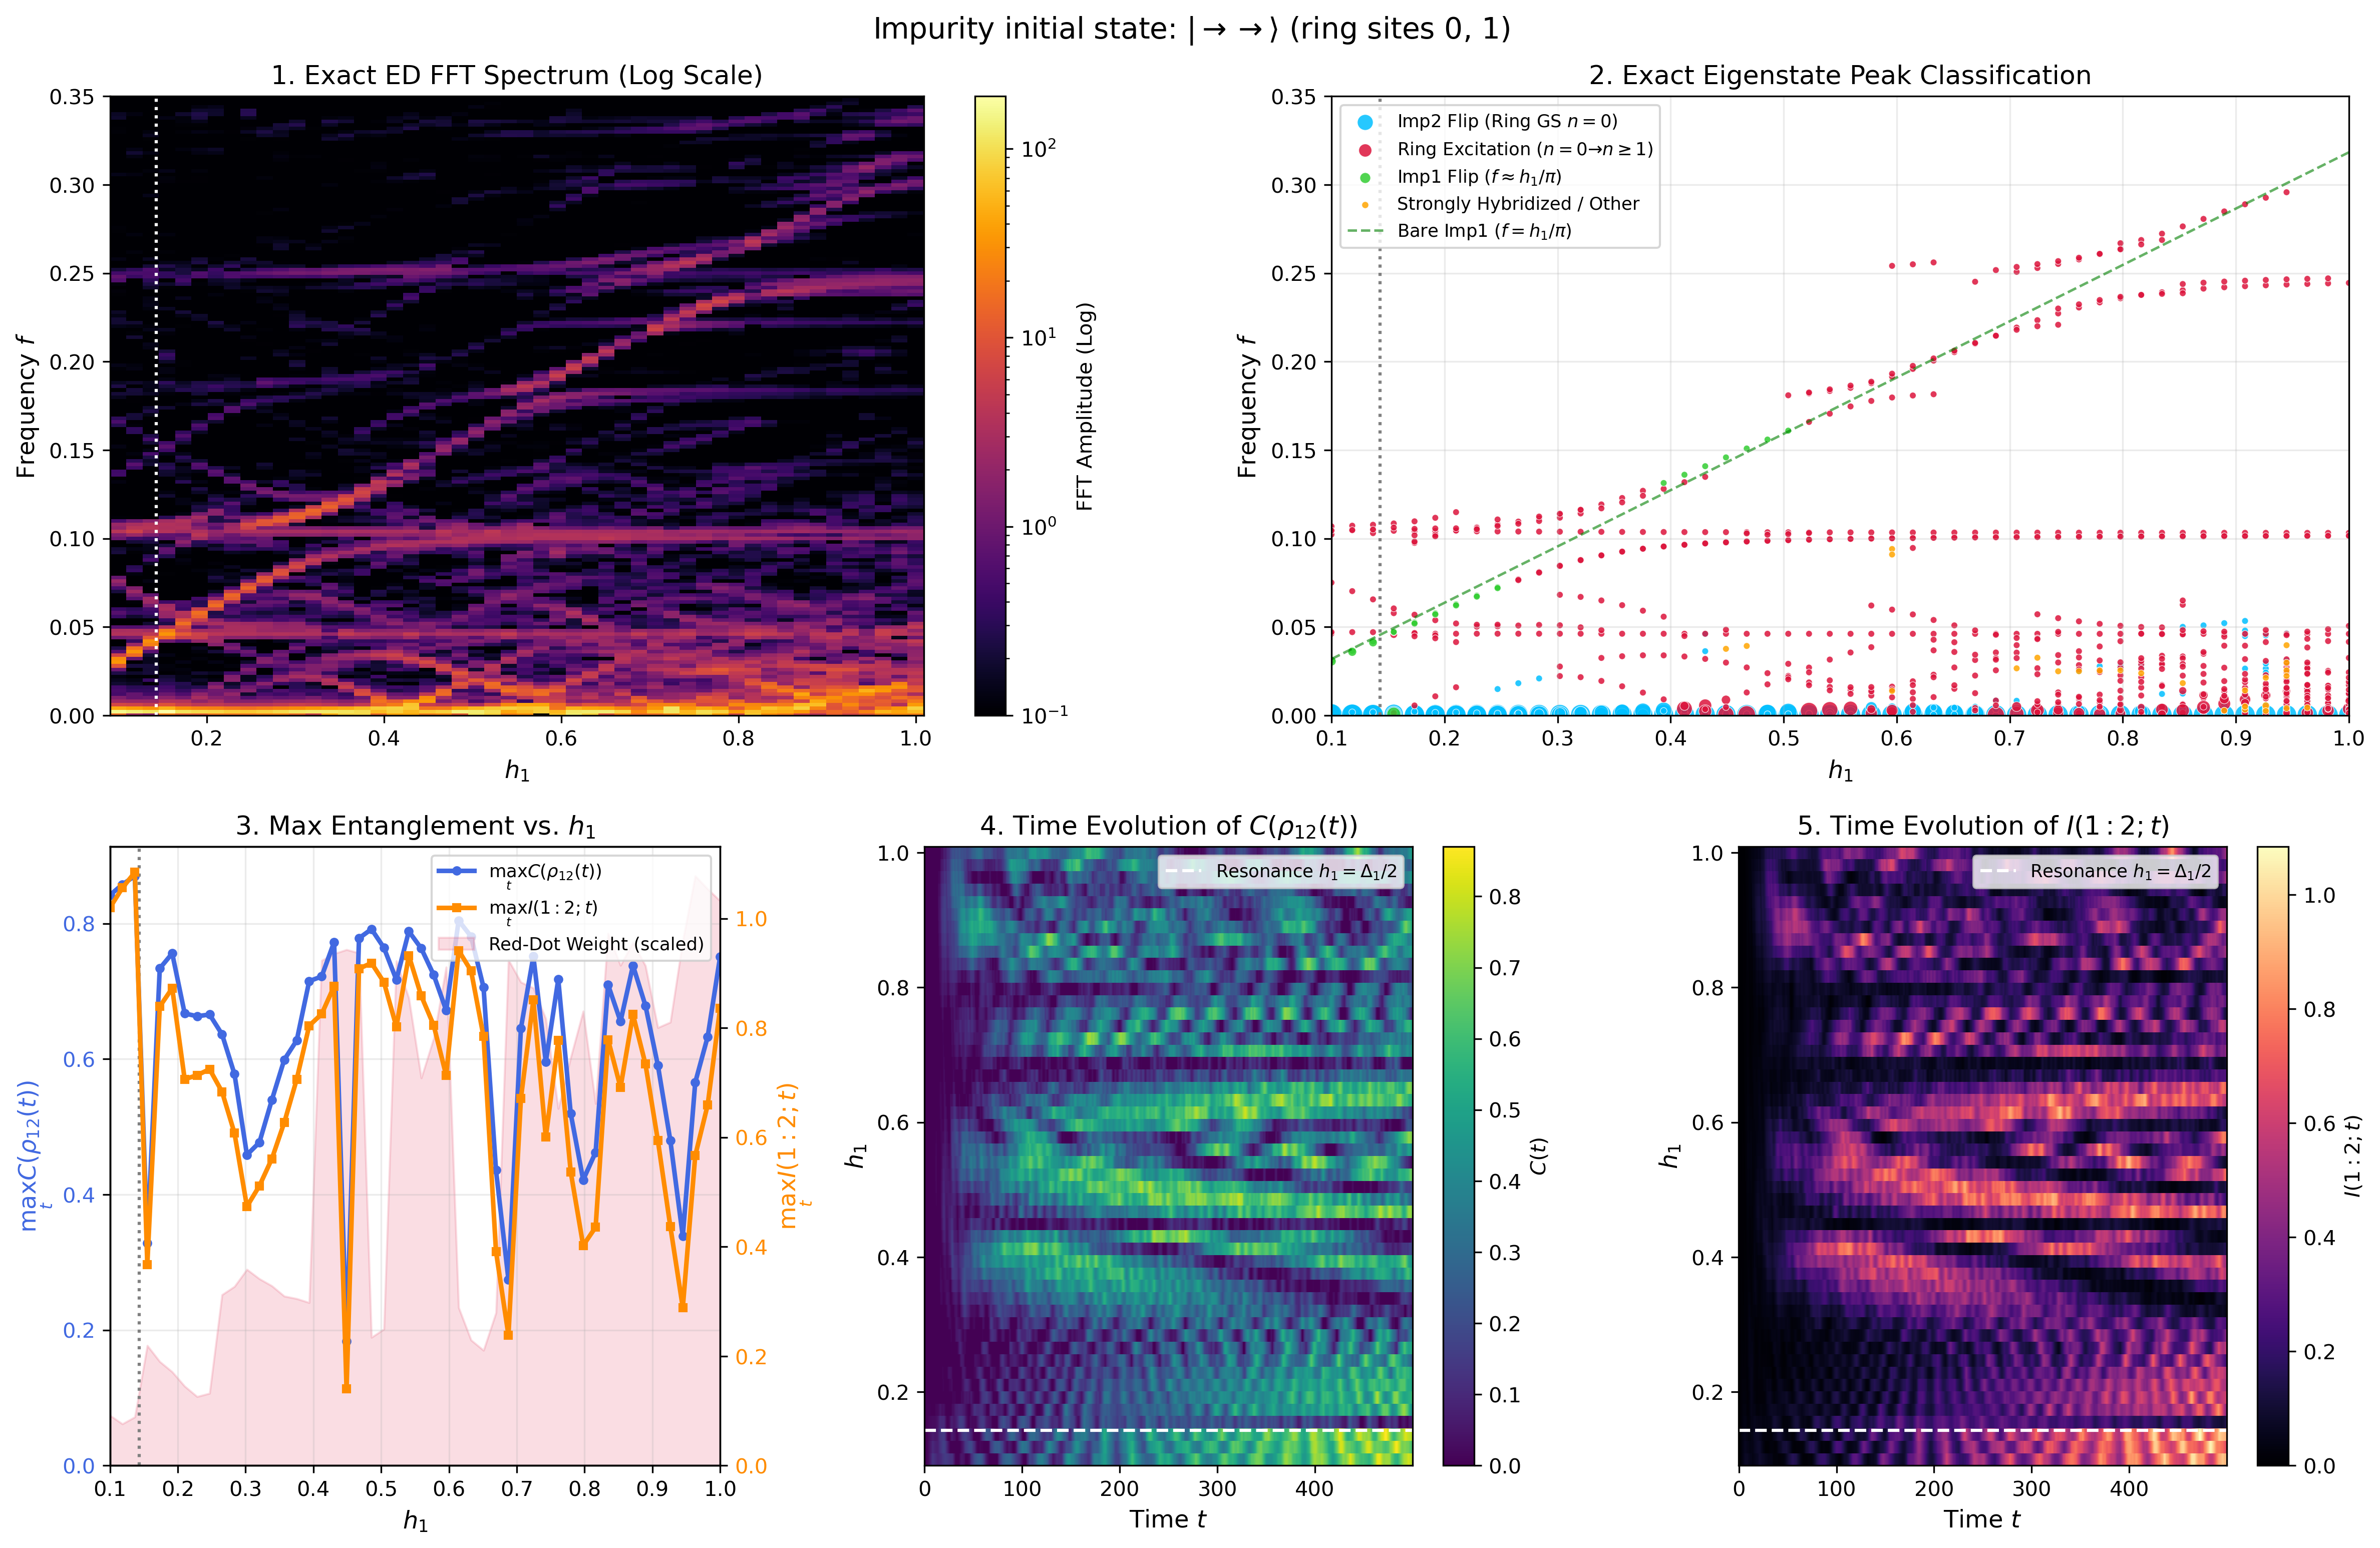 Impurity initial state: |→→⟩ (ring sites 0, 1)
1. Exact ED FFT Spectrum (Log Scale)
0.35
0.30
0.25
0.20
0.15
0.10
0.05
0.00
Frequency f
0.2 0.4 0.6 0.8 1.0
h₁
10²
10¹
10⁰
10⁻¹
FFT Amplitude (Log)
2. Exact Eigenstate Peak Classification
Imp2 Flip (Ring GS n = 0)
Ring Excitation (n = 0→n ≥ 1)
Imp1 Flip (f ≈ h₁/π)
Strongly Hybridized / Other
Bare Imp1 (f = h₁/π)
0.35
0.30
0.25
0.20
0.15
0.10
0.05
0.00
Frequency f
0.1 0.2 0.3 0.4 0.5 0.6 0.7 0.8 0.9 1.0
h₁
3. Max Entanglement vs. h₁
max C(ρ₁₂(t))
t
max I(1 : 2; t)
t
Red-Dot Weight (scaled)
0.8
0.6
0.4
0.2
0.0
max C(ρ₁₂(t))
t
1.0
0.8
0.6
0.4
0.2
0.0
max I(1 : 2; t)
t
0.1 0.2 0.3 0.4 0.5 0.6 0.7 0.8 0.9 1.0
h₁
4. Time Evolution of C(ρ₁₂(t))
Resonance h₁ = Δ₁/2
1.0
0.8
0.6
0.4
0.2
h₁
0 100 200 300 400
Time t
0.8
0.7
0.6
0.5
0.4
0.3
0.2
0.1
0.0
C(t)
5. Time Evolution of I(1 : 2; t)
Resonance h₁ = Δ₁/2
1.0
0.8
0.6
0.4
0.2
h₁
0 100 200 300 400
Time t
1.0
0.8
0.6
0.4
0.2
0.0
I(1 : 2; t)